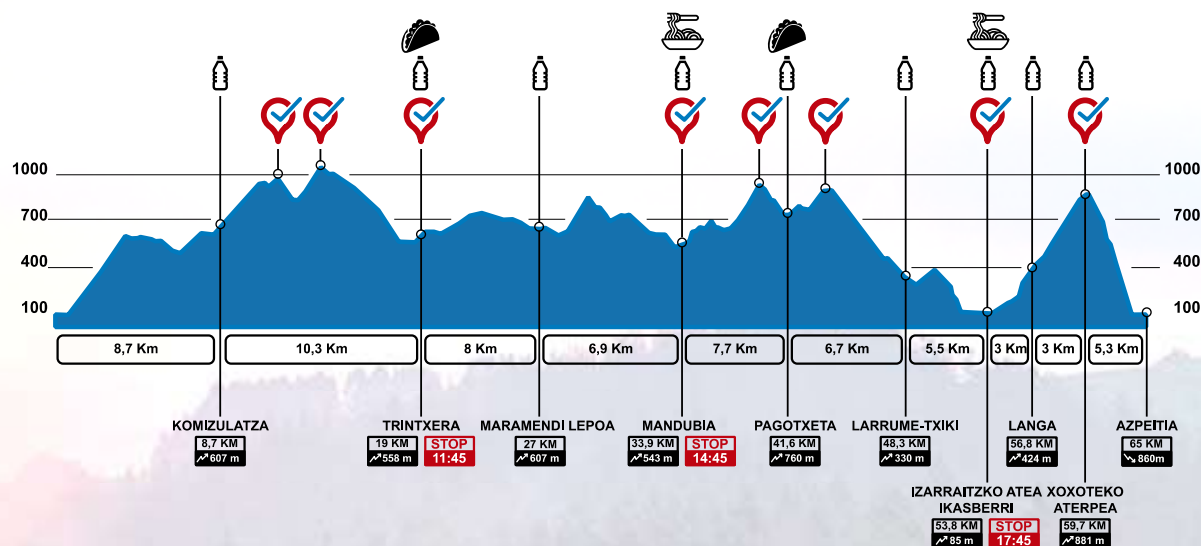 1000
1000
700
700
400
400
100
100
8,7 Km
10,3 Km
8 Km
6,9 Km
7,7 Km
6,7 Km
5,5 Km
3 Km
3 Km
5,3 Km
KOMIZULATZA
8,7 KM
607 m
TRINTXERA
19 KM
558 m
STOP
11:45
MARAMENDI LEPOA
27 KM
607 m
MANDUBIA
33,9 KM
543 m
STOP
14:45
PAGOTXETA
41,6 KM
760 m
LARRUME-TXIKI
48,3 KM
330 m
IZARRAITZKO ATEA
IKASBERRI
53,8 KM
85 m
STOP
17:45
LANGA
56,8 KM
424 m
XOXOTEKO
ATERPEA
59,7 KM
881 m
AZPEITIA
65 KM
860m